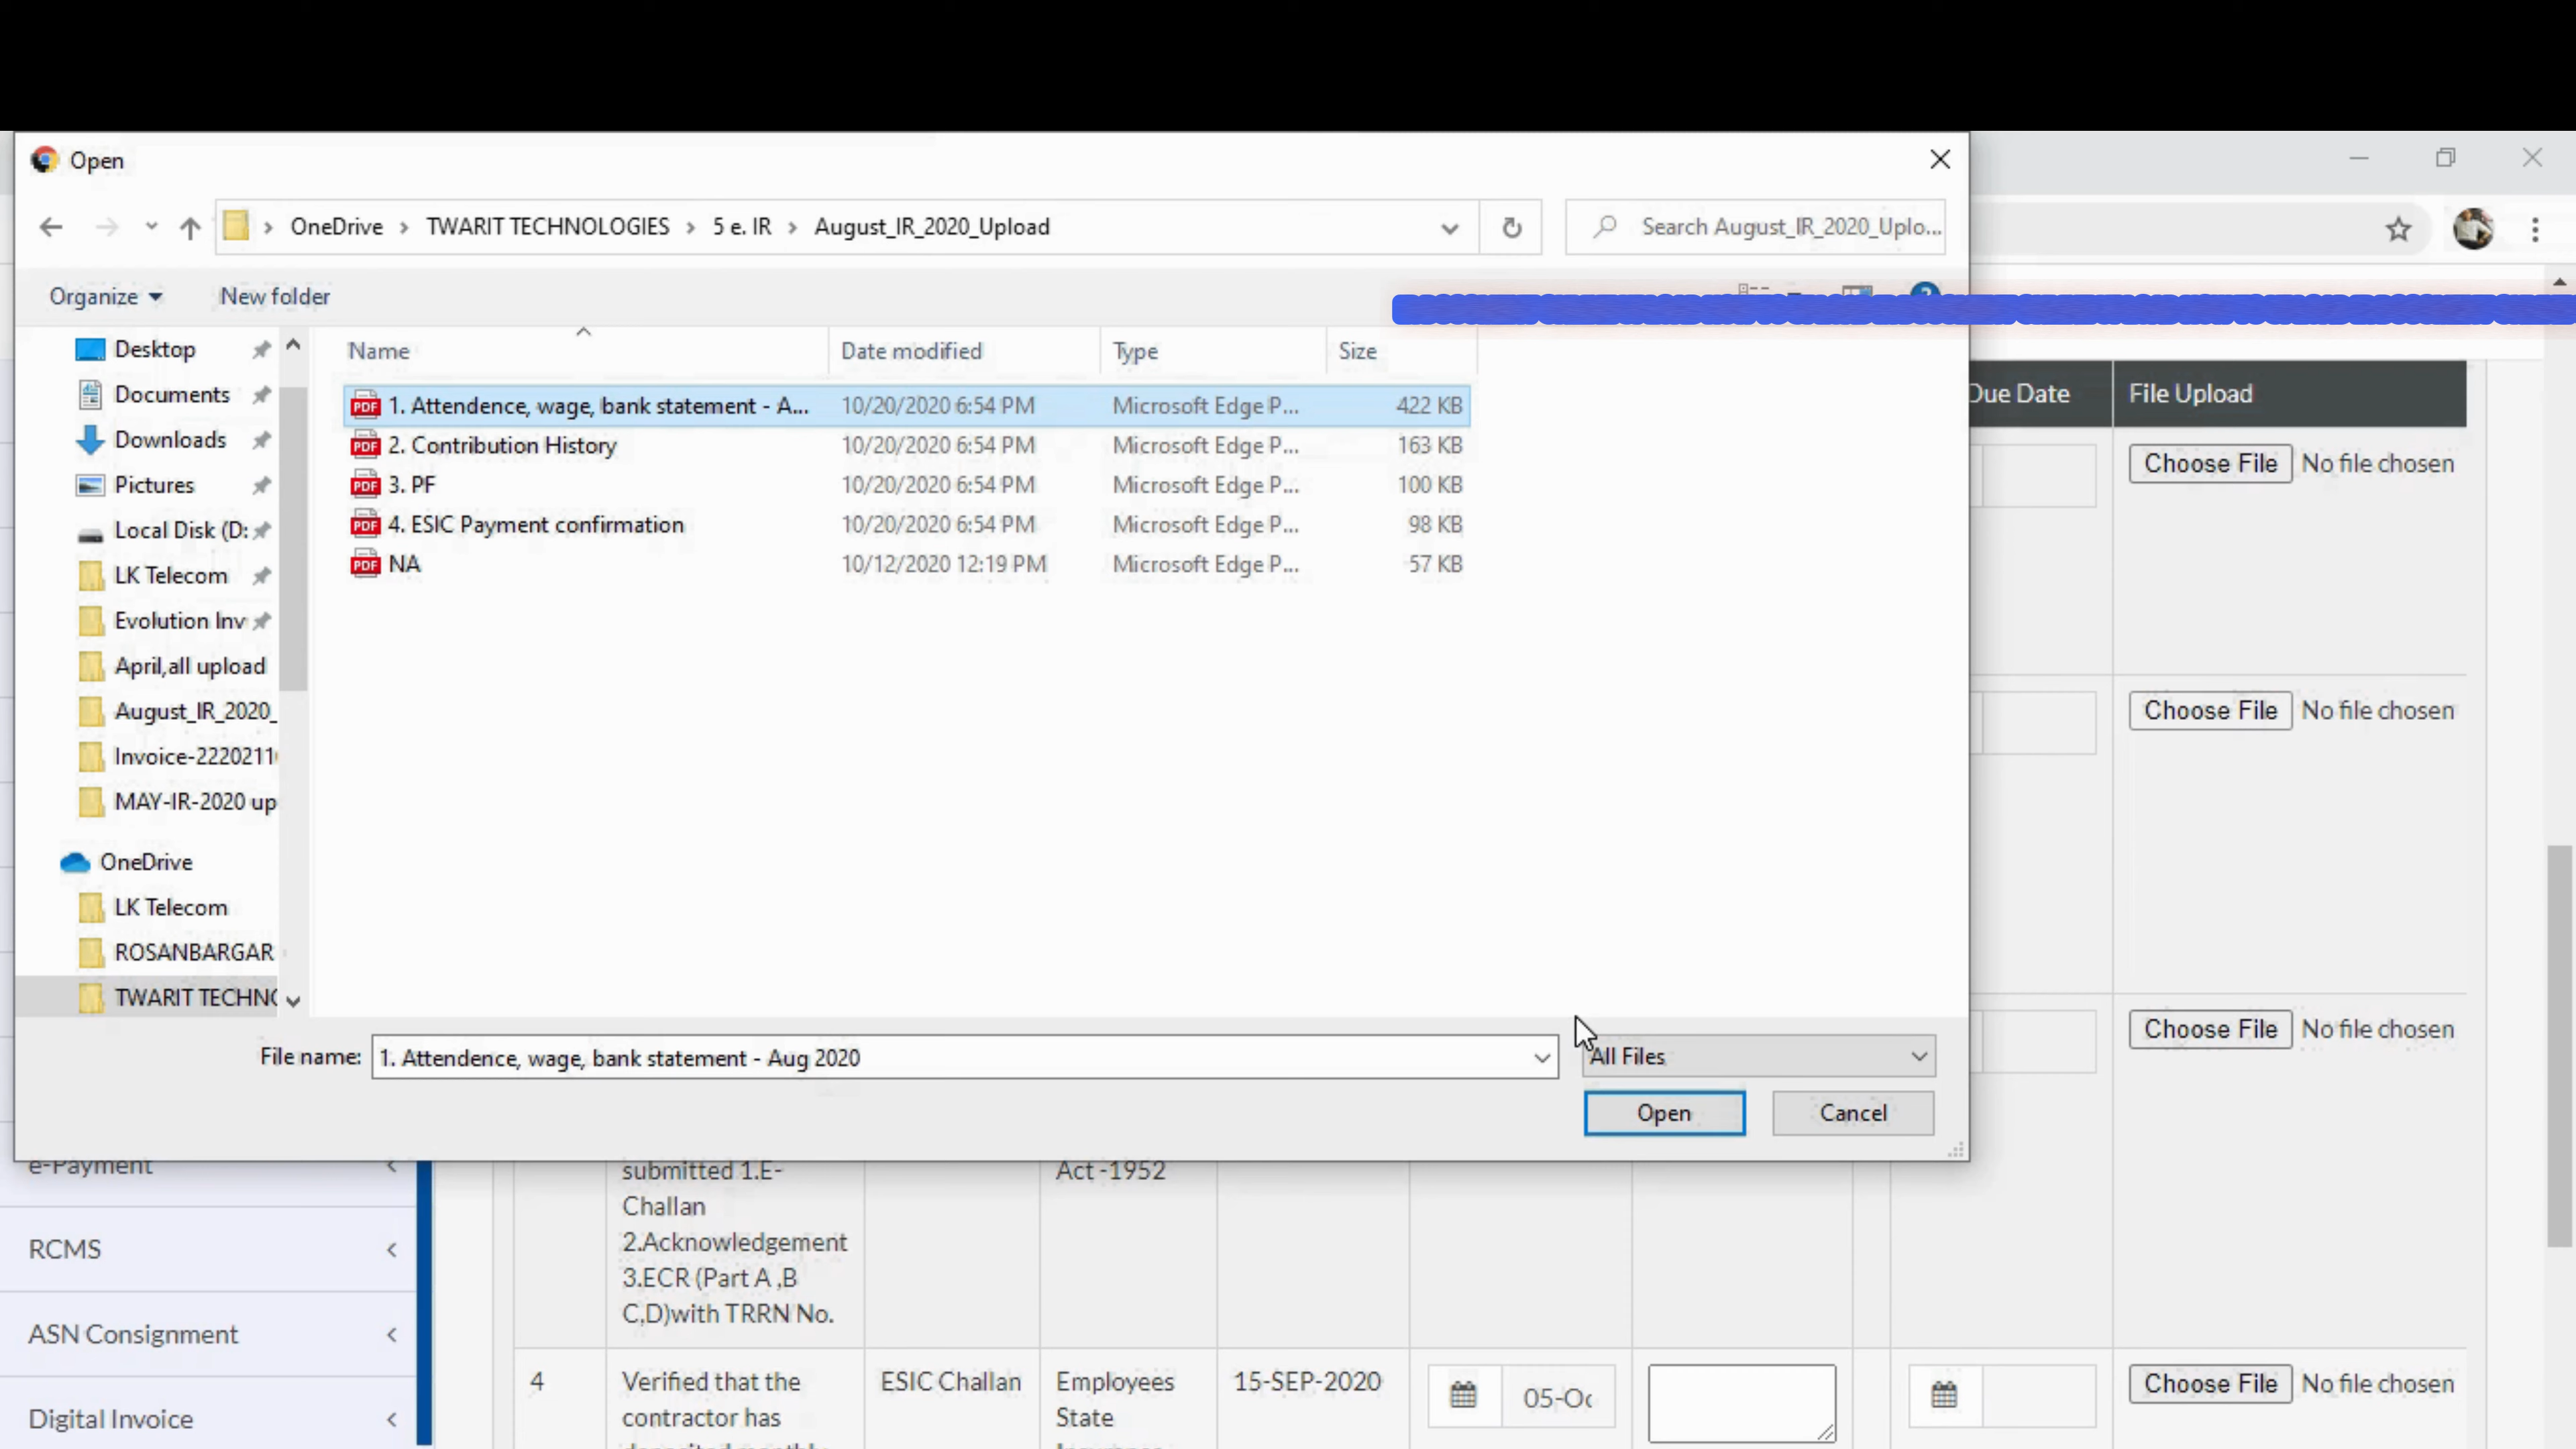 Open
OneDrive > TWARIT TECHNOLOGIES > 5 e. IR > August_IR_2020_Upload
Search August_IR_2020_Uplo...
Organize
New folder
Desktop
Documents
Downloads
Pictures
Local Disk (D:
LK Telecom
Evolution Inv
April,all upload
August_IR_2020_
Invoice-2220211
MAY-IR-2020 up
OneDrive
LK Telecom
ROSANBARGAR
TWARIT TECHNO
Name Date modified Type Size
1. Attendence, wage, bank statement - A... 10/20/2020 6:54 PM Microsoft Edge P... 422 KB
2. Contribution History 10/20/2020 6:54 PM Microsoft Edge P... 163 KB
3. PF 10/20/2020 6:54 PM Microsoft Edge P... 100 KB
4. ESIC Payment confirmation 10/20/2020 6:54 PM Microsoft Edge P... 98 KB
NA 10/12/2020 12:19 PM Microsoft Edge P... 57 KB
File name: 1. Attendence, wage, bank statement - Aug 2020
All Files
Open
Cancel
Due Date File Upload
Choose File No file chosen
Choose File No file chosen
Choose File No file chosen
e-Payment
RCMS
ASN Consignment
Digital Invoice
submitted 1.E-
Challan
2.Acknowledgement
3.ECR (Part A ,B
C,D)with TRRN No.
Act -1952
4
Verified that the
contractor has
ESIC Challan
Employees
State
15-SEP-2020
05-Oc
Choose File No file chosen